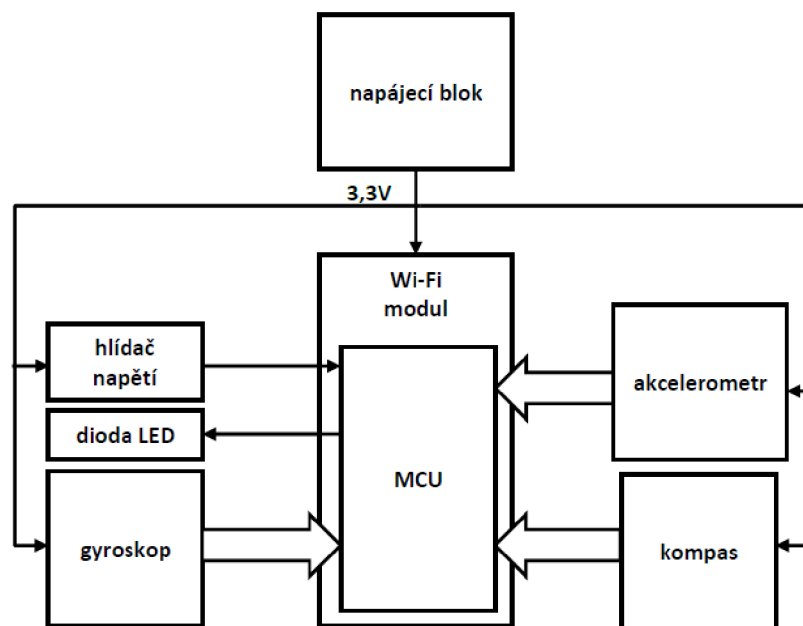 napájecí blok
3,3V
Wi-Fi
modul
hlídač
napětí
akcelerometr
dioda LED
MCU
gyroskop
kompas